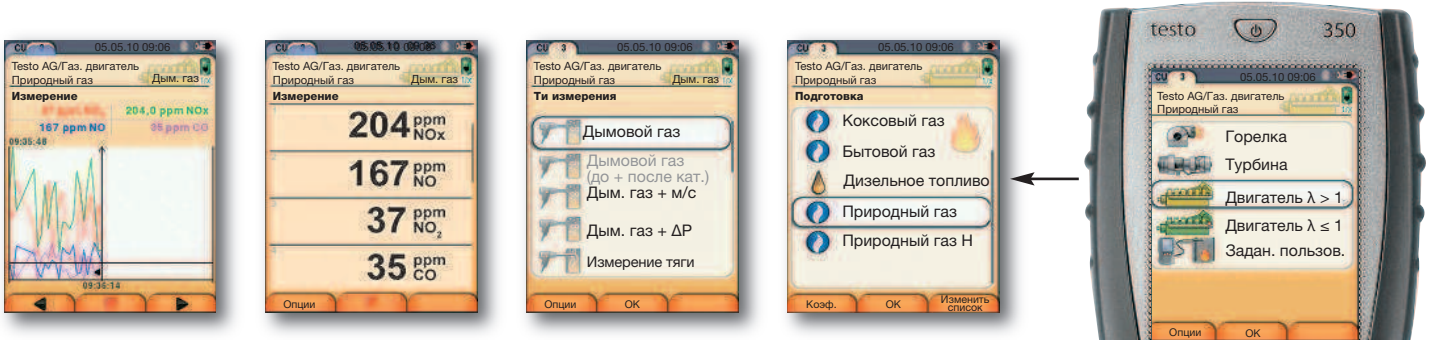 05.05.10 09:06
Testo AG/Газ. двигатель
Природный газ
Дым. газ
Измерение
204,0 ppm NOx
167 ppm NO
35 ppm CO
09:35:48
09:36:14
Testo AG/Газ. двигатель
Природный газ
Дым. газ
Измерение
204 ppm NOx
167 ppm NO
37 ppm NO₂
35 ppm CO
Опции
CU 3
05.05.10 09:06
Testo AG/Газ. двигатель
Природный газ
Дым. газ
Ти измерения
Дымовой газ
Дымовой газ
(до + после кат.)
Дым. газ + м/с
Дым. газ + ΔP
Измерение тяги
Опции
OK
CU 3
05.05.10 09:06
Testo AG/Газ. двигатель
Природный газ
Подготовка
Коксовый газ
Бытовой газ
Дизельное топливо
Природный газ
Природный газ H
Коэф.
OK
Изменить
список
testo
350
CU 3
05.05.10 09:06
Testo AG/Газ. двигатель
Природный газ
Горелка
Турбина
Двигатель λ > 1
Двигатель λ ≤ 1
Задан. пользов.
Опции
OK